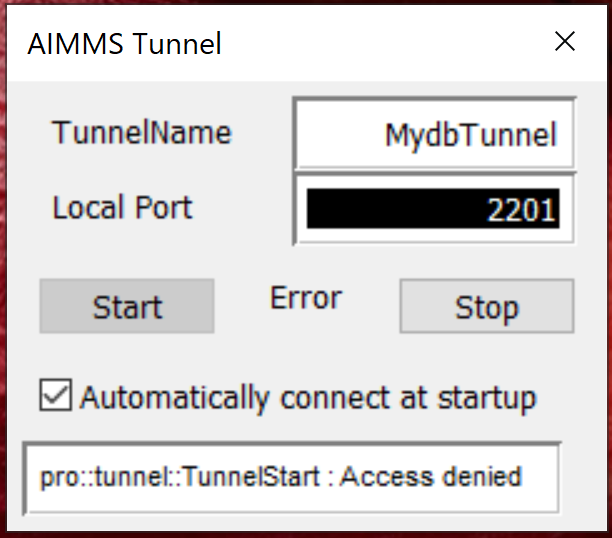 AIMMS Tunnel
TunnelName MydbTunnel
Local Port 2201
Start Error Stop
Automatically connect at startup
pro::tunnel::TunnelStart : Access denied